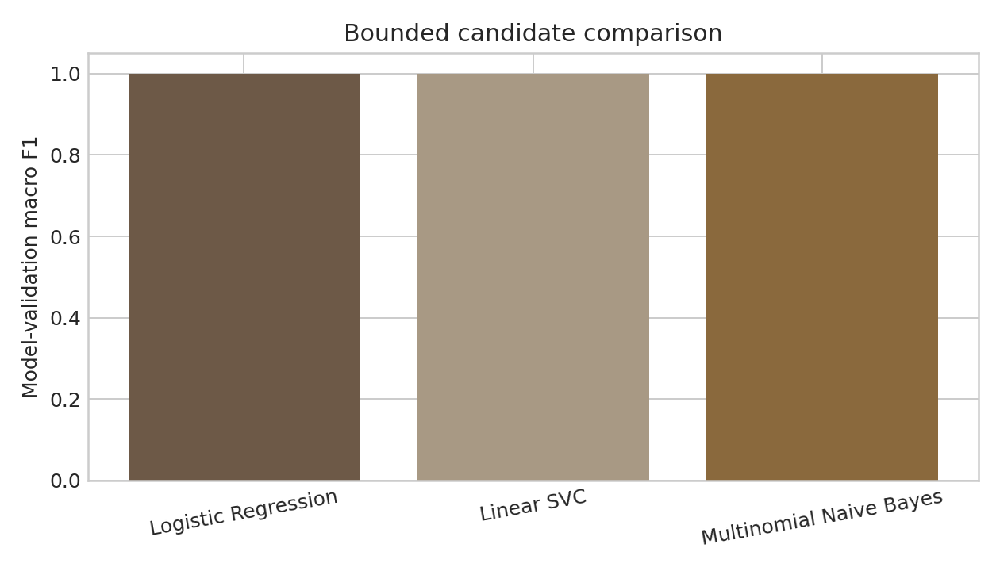 Bounded candidate comparison
Model-validation macro F1
1.0
0.8
0.6
0.4
0.2
0.0
Logistic Regression
Linear SVC
Multinomial Naive Bayes